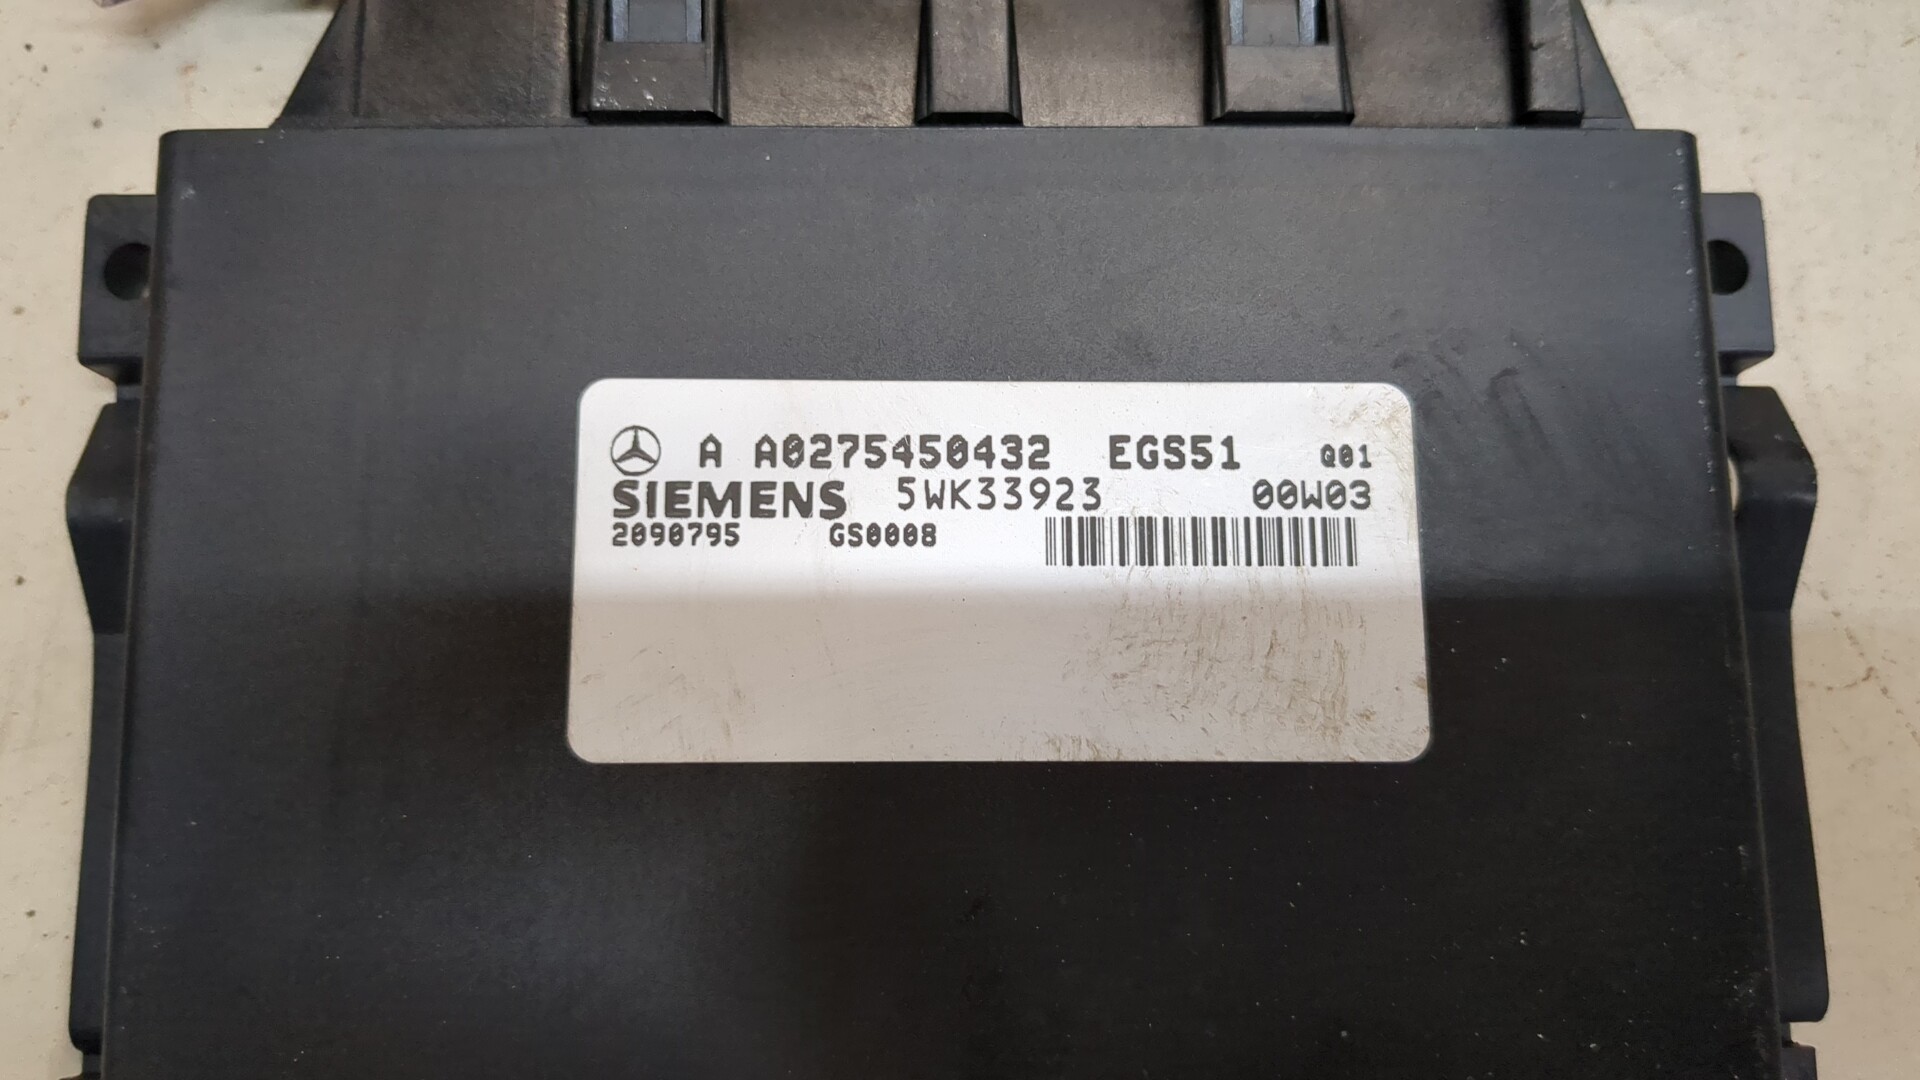 A A0275450432 EGS51 Q01
SIEMENS 5WK33923 00W03
2090795 GS0008